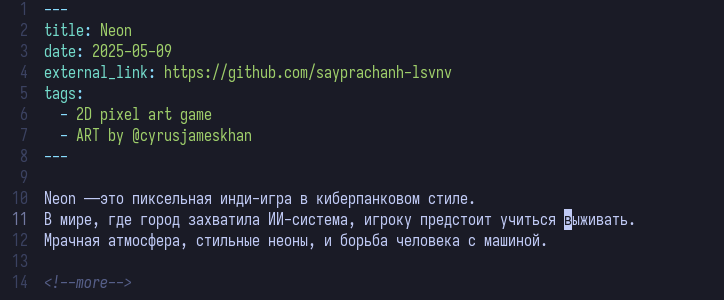 1 ---
2 title: Neon
3 date: 2025-05-09
4 external_link: https://github.com/sayprachanh-lsvnv
5 tags:
6   - 2D pixel art game
7   - ART by @cyrusjameskhan
8 ---
9
10 Neon ——это пиксельная инди-игра в киберпанковом стиле.
11 В мире, где город захватила ИИ-система, игроку предстоит учиться выживать.
12 Мрачная атмосфера, стильные неоны, и борьба человека с машиной.
13
14 <!--more-->